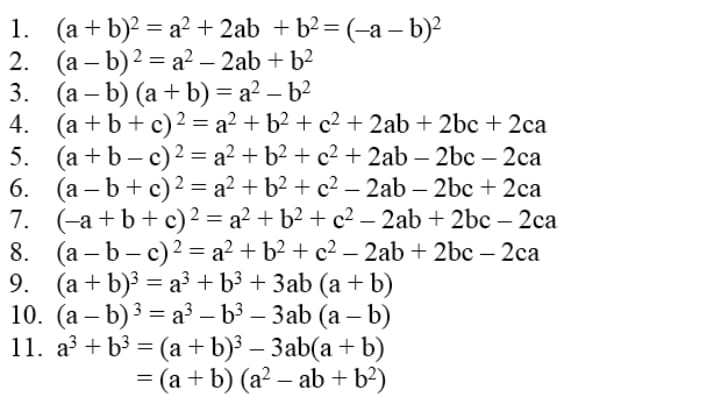 1. (a + b)² = a² + 2ab + b² = (–a – b)²
2. (a – b)² = a² – 2ab + b²
3. (a – b) (a + b) = a² – b²
4. (a + b + c)² = a² + b² + c² + 2ab + 2bc + 2ca
5. (a + b – c)² = a² + b² + c² + 2ab – 2bc – 2ca
6. (a – b + c)² = a² + b² + c² – 2ab – 2bc + 2ca
7. (–a + b + c)² = a² + b² + c² – 2ab + 2bc – 2ca
8. (a – b – c)² = a² + b² + c² – 2ab + 2bc – 2ca
9. (a + b)³ = a³ + b³ + 3ab (a + b)
10. (a – b)³ = a³ – b³ – 3ab (a – b)
11. a³ + b³ = (a + b)³ – 3ab(a + b)
= (a + b) (a² – ab + b²)